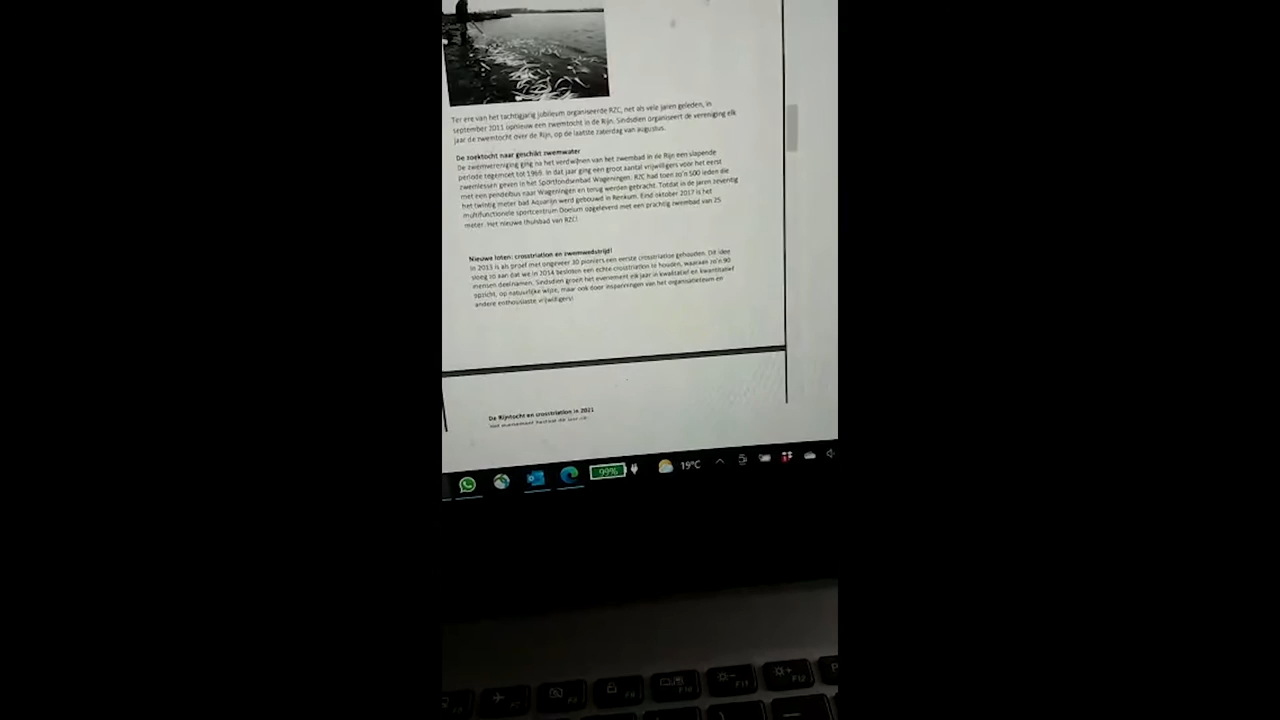 Ter ere van het tachtigjarig jubileum organiseerde RZC, net als vele jaren geleden, in
september 2011 opnieuw een zwemtocht in de Rijn. Sindsdien organiseert de vereniging elk
jaar de zwemtocht over de Rijn, op de laatste zaterdag van augustus.
De zoektocht naar geschikt zwemwater
De zwemvereniging ging na het verdwijnen van het zwembad in de Rijn een slapende
periode tegemoet tot 1969. In dat jaar ging een groot aantal vrijwilligers voor het eerst
zwemlessen geven in het Sportfondsenbad Wageningen. RZC had toen zo'n 500 leden die
met een pendelbus naar Wageningen en terug werden gebracht. Totdat in de jaren zeventig
het twintig meter bad Aquarijn werd gebouwd in Renkum. Eind oktober 2017 is het
multifunctionele sportcentrum Doelum opgeleverd met een prachtig zwembad van 25
meter. Het nieuwe thuisbad van RZC!
Nieuwe loten: crosstriatlon en zwemwedstrijd!
In 2013 is als proef met ongeveer 30 pioniers een eerste crosstriatlon gehouden. Dit idee
sloeg zo aan dat we in 2014 besloten een echte crosstriatlon te houden, waaraan zo'n 90
mensen deelnamen. Sindsdien groeit het evenement elk jaar in kwalitatief en kwantitatief
opzicht, op natuurlijke wijze, maar ook door inspanningen van het organisatieteam en
andere enthousiaste vrijwilligers!
De Rijntocht en crosstriatlon in 2021
99%
19°C
F7
F8
F9
F10
F11
F12